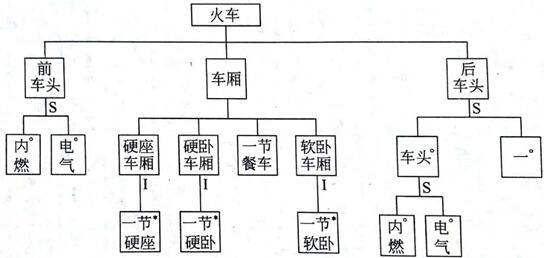 火车
前
车头
车厢
后
车头
S
S
内°
燃
电°
气
硬座
车厢
硬卧
车厢
一节
餐车
软卧
车厢
车头°
一°
I
I
I
S
一节*
硬座
一节*
硬卧
一节*
软卧
内°
燃
电°
气